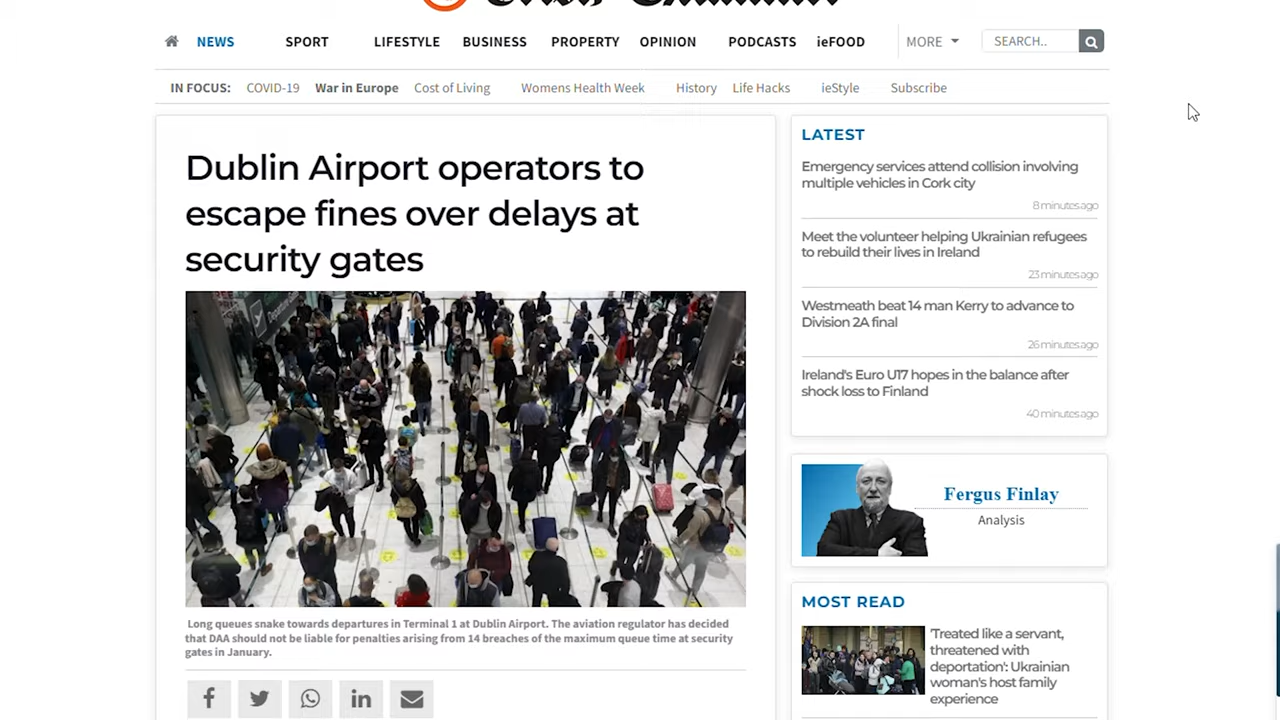 NEWS SPORT LIFESTYLE BUSINESS PROPERTY OPINION PODCASTS ieFOOD MORE SEARCH..
IN FOCUS: COVID-19 War in Europe Cost of Living Womens Health Week History Life Hacks ieStyle Subscribe
Dublin Airport operators to
escape fines over delays at
security gates
Long queues snake towards departures in Terminal 1 at Dublin Airport. The aviation regulator has decided
that DAA should not be liable for penalties arising from 14 breaches of the maximum queue time at security
gates in January.
LATEST
Emergency services attend collision involving
multiple vehicles in Cork city
8 minutes ago
Meet the volunteer helping Ukrainian refugees
to rebuild their lives in Ireland
23 minutes ago
Westmeath beat 14 man Kerry to advance to
Division 2A final
26 minutes ago
Ireland's Euro U17 hopes in the balance after
shock loss to Finland
40 minutes ago
Fergus Finlay
Analysis
MOST READ
'Treated like a servant,
threatened with
deportation': Ukrainian
woman's host family
experience